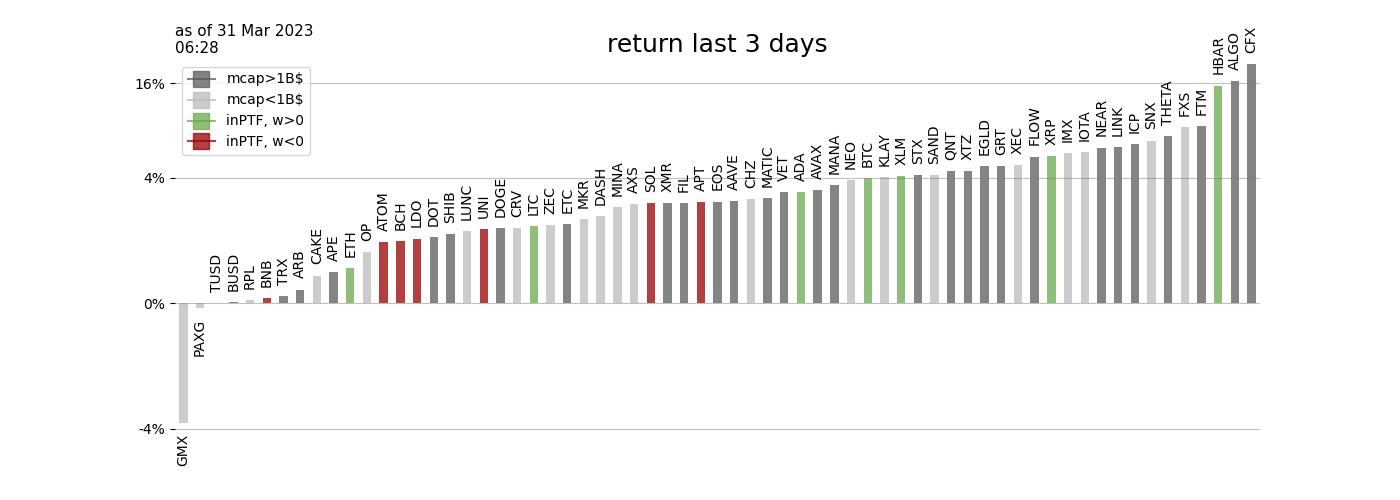 as of 31 Mar 2023
06:28
return last 3 days
mcap>1B$
mcap<1B$
inPTF, w>0
inPTF, w<0
16%
4%
0%
-4%
GMX
PAXG
TUSD
BUSD
RPL
BNB
TRX
ARB
CAKE
APE
ETH
OP
ATOM
BCH
LDO
DOT
SHIB
LUNC
UNI
DOGE
CRV
LTC
ZEC
ETC
MKR
DASH
MINA
AXS
SOL
XMR
FIL
APT
EOS
AAVE
CHZ
MATIC
VET
ADA
AVAX
MANA
NEO
BTC
KLAY
XLM
STX
SAND
QNT
XTZ
EGLD
GRT
XEC
FLOW
XRP
IMX
IOTA
NEAR
LINK
ICP
SNX
THETA
FXS
FTM
HBAR
ALGO
CFX